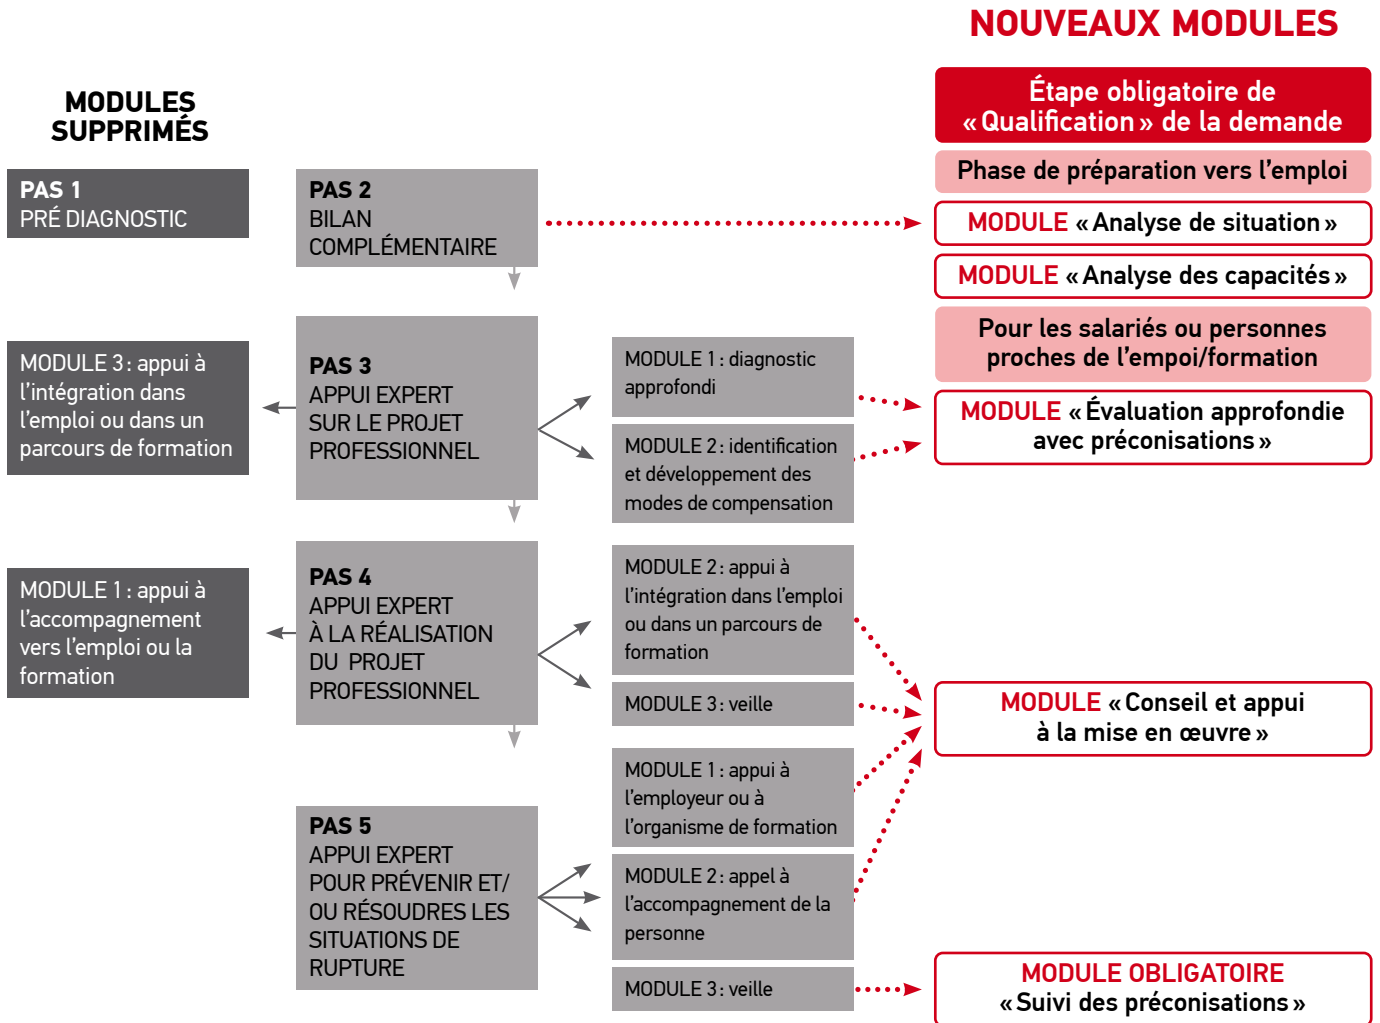 NOUVEAUX MODULES
MODULES
SUPPRIMÉS
Étape obligatoire de
« Qualification » de la demande
Phase de préparation vers l'emploi
PAS 1
PRÉ DIAGNOSTIC
PAS 2
BILAN
COMPLÉMENTAIRE
MODULE « Analyse de situation »
MODULE « Analyse des capacités »
Pour les salariés ou personnes
proches de l'empoi/formation
MODULE 3 : appui à
l'intégration dans
l'emploi ou dans un
parcours de formation
PAS 3
APPUI EXPERT
SUR LE PROJET
PROFESSIONNEL
MODULE 1 : diagnostic
approfondi
MODULE 2 : identification
et développement des
modes de compensation
MODULE « Évaluation approfondie
avec préconisations »
MODULE 1 : appui à
l'accompagnement
vers l'emploi ou la
formation
PAS 4
APPUI EXPERT
À LA RÉALISATION
DU PROJET
PROFESSIONNEL
MODULE 2 : appui à
l'intégration dans l'emploi
ou dans un parcours de
formation
MODULE 3 : veille
MODULE « Conseil et appui
à la mise en œuvre »
PAS 5
APPUI EXPERT
POUR PRÉVENIR ET/
OU RÉSOUDRES LES
SITUATIONS DE
RUPTURE
MODULE 1 : appui à
l'employeur ou à
l'organisme de formation
MODULE 2 : appel à
l'accompagnement de la
personne
MODULE 3 : veille
MODULE OBLIGATOIRE
« Suivi des préconisations »